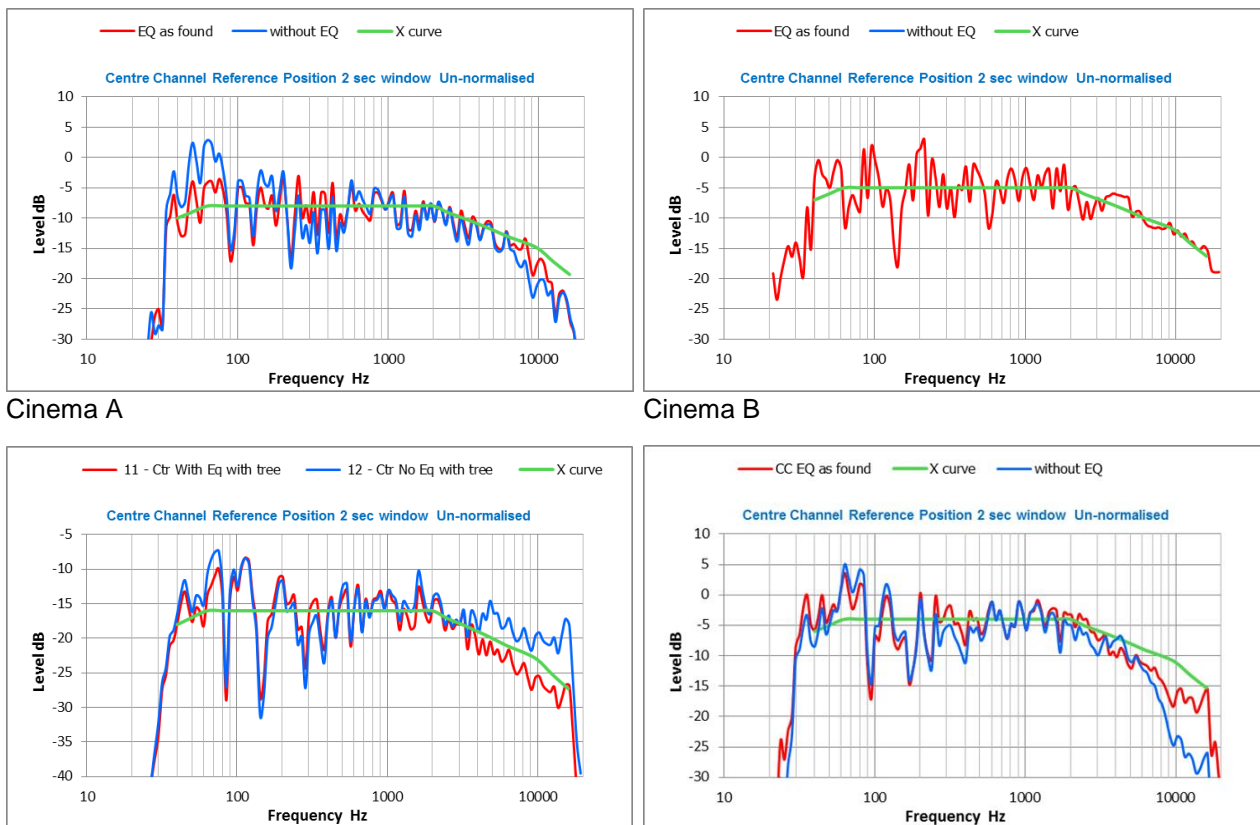 EQ as found without EQ X curve
Centre Channel Reference Position 2 sec window Un-normalised
Level dB
10
5
0
-5
-10
-15
-20
-25
-30
10 100 1000 10000
Frequency Hz
Cinema A
EQ as found without EQ X curve
Centre Channel Reference Position 2 sec window Un-normalised
Level dB
10
5
0
-5
-10
-15
-20
-25
-30
10 100 1000 10000
Frequency Hz
Cinema B
11 - Ctr With Eq with tree 12 - Ctr No Eq with tree X curve
Centre Channel Reference Position 2 sec window Un-normalised
Level dB
-5
-10
-15
-20
-25
-30
-35
-40
10 100 1000 10000
Frequency Hz
CC EQ as found X curve without EQ
Centre Channel Reference Position 2 sec window Un-normalised
Level dB
10
5
0
-5
-10
-15
-20
-25
-30
10 100 1000 10000
Frequency Hz